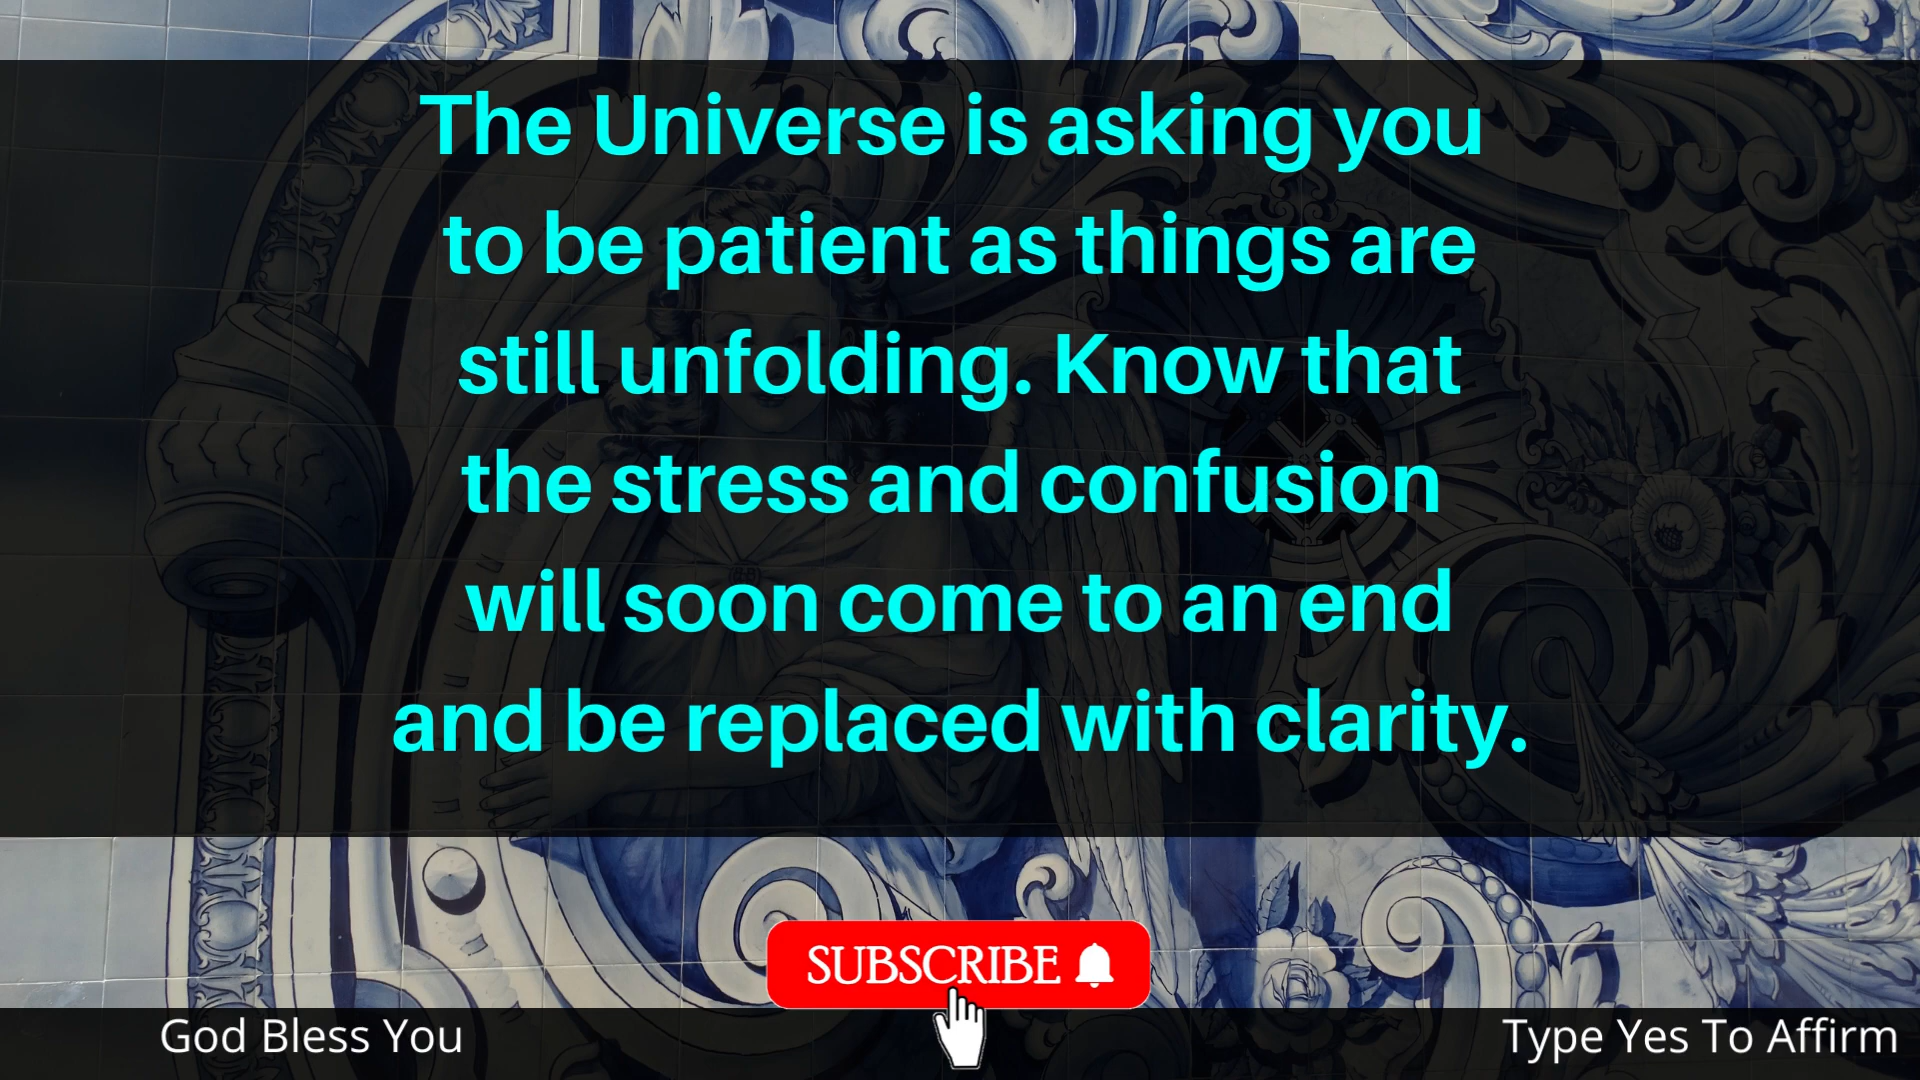 The Universe is asking you
to be patient as things are
still unfolding. Know that
the stress and confusion
will soon come to an end
and be replaced with clarity.
SUBSCRIBE
God Bless You
Type Yes To Affirm